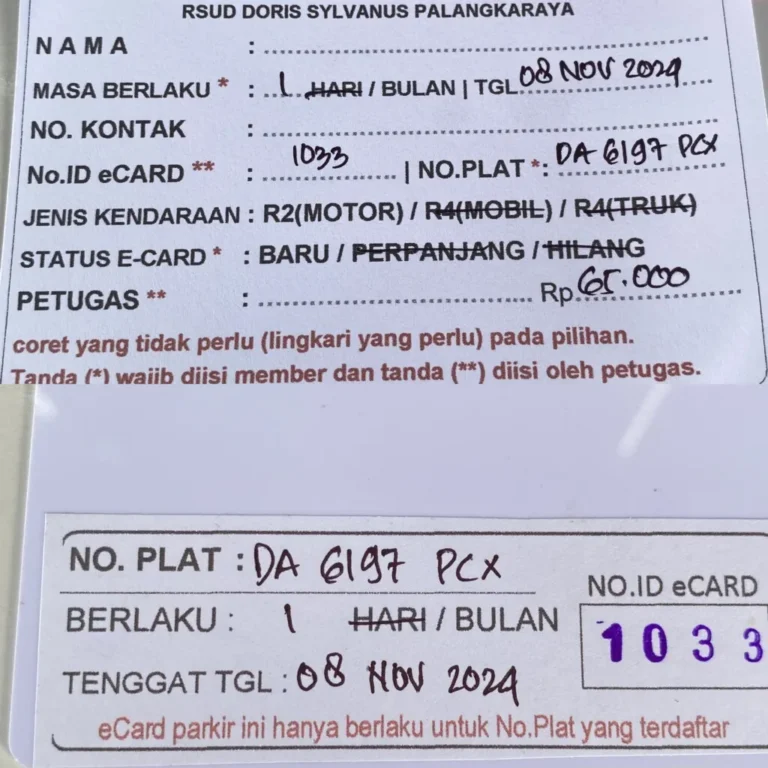 RSUD DORIS SYLVANUS PALANGKARAYA
NAMA : ........................................
MASA BERLAKU * : ... 1 HARI / BULAN | TGL. 08 NOV 2024
NO. KONTAK : ........................................
No.ID eCARD ** : 1033 | NO.PLAT *: DA 6197 PCX
JENIS KENDARAAN : R2(MOTOR) / R4(MOBIL) / R4(TRUK)
STATUS E-CARD * : BARU / PERPANJANG / HILANG
PETUGAS ** : ........................................ Rp. 65.000
coret yang tidak perlu (lingkari yang perlu) pada pilihan.
Tanda (*) wajib diisi member dan tanda (**) diisi oleh petugas.
NO. PLAT : DA 6197 PCX
NO.ID eCARD
BERLAKU : 1 HARI / BULAN
1033
TENGGAT TGL : 08 NOV 2024
eCard parkir ini hanya berlaku untuk No.Plat yang terdaftar